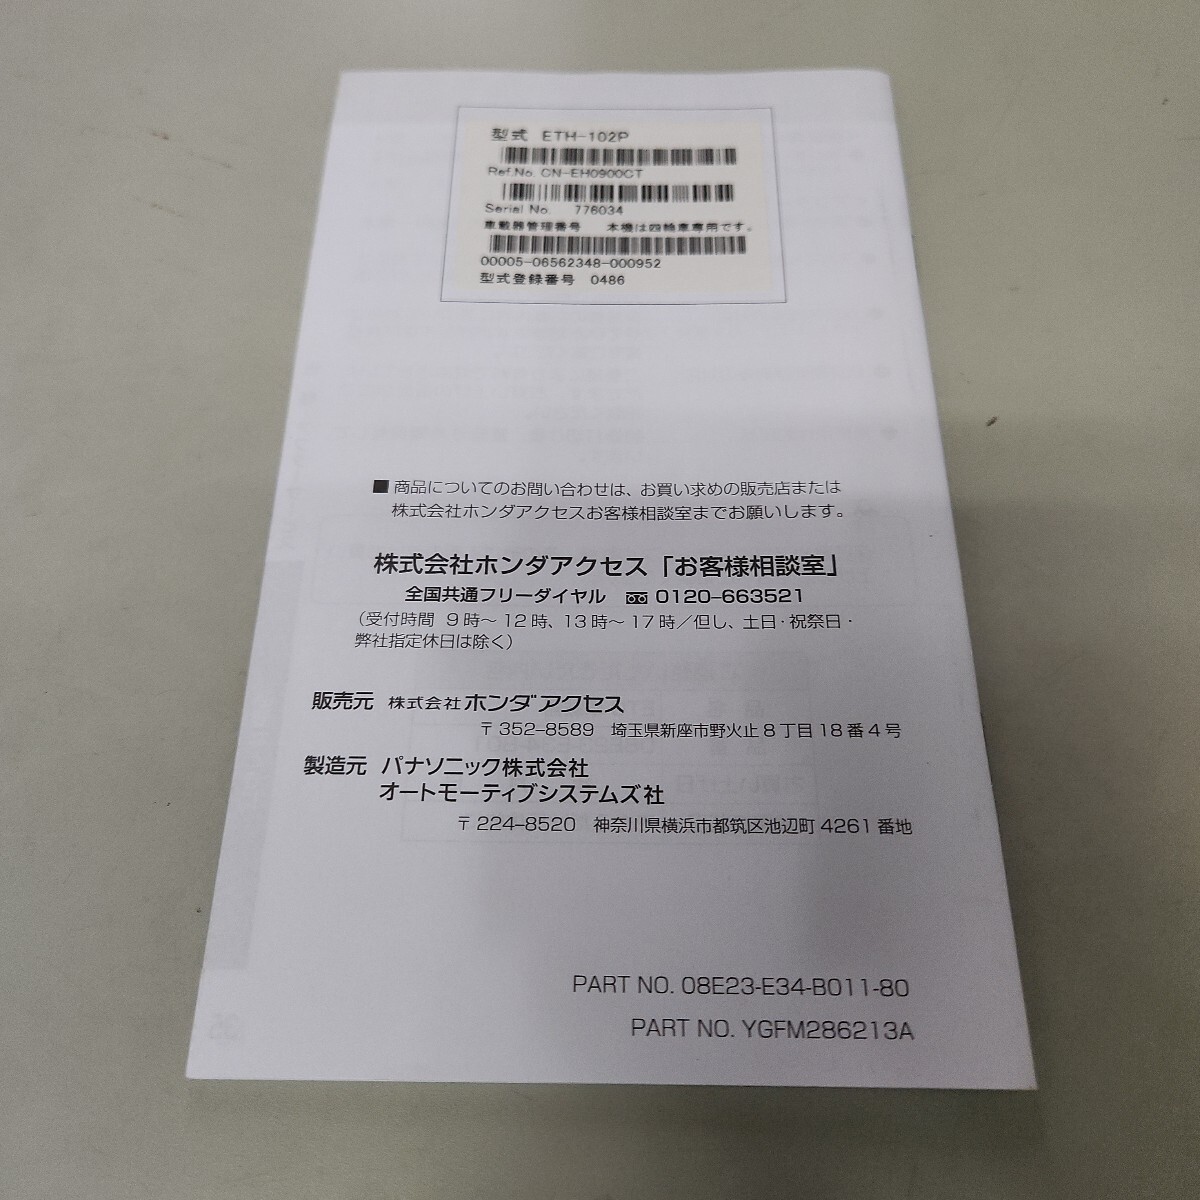 型式 ETH-102P
Ref.No. CN-EH0900CT
Serial No. 776034
車載器管理番号 本機は四輪車専用です。
00005-06562348-000952
型式登録番号 0486
■ 商品についてのお問い合わせは、お買い求めの販売店または
株式会社ホンダアクセスお客様相談室までお願いします。
株式会社ホンダアクセス「お客様相談室」
全国共通フリーダイヤル 0120–663521
（受付時間 9時～12時、13時～17時／但し、土日・祝祭日・
弊社指定休日は除く）
販売元 株式会社ホンダアクセス
〒352–8589 埼玉県新座市野火止8丁目18番4号
製造元 パナソニック株式会社
オートモーティブシステムズ社
〒224–8520 神奈川県横浜市都筑区池辺町4261番地
PART NO. 08E23-E34-B011-80
PART NO. YGFM286213A